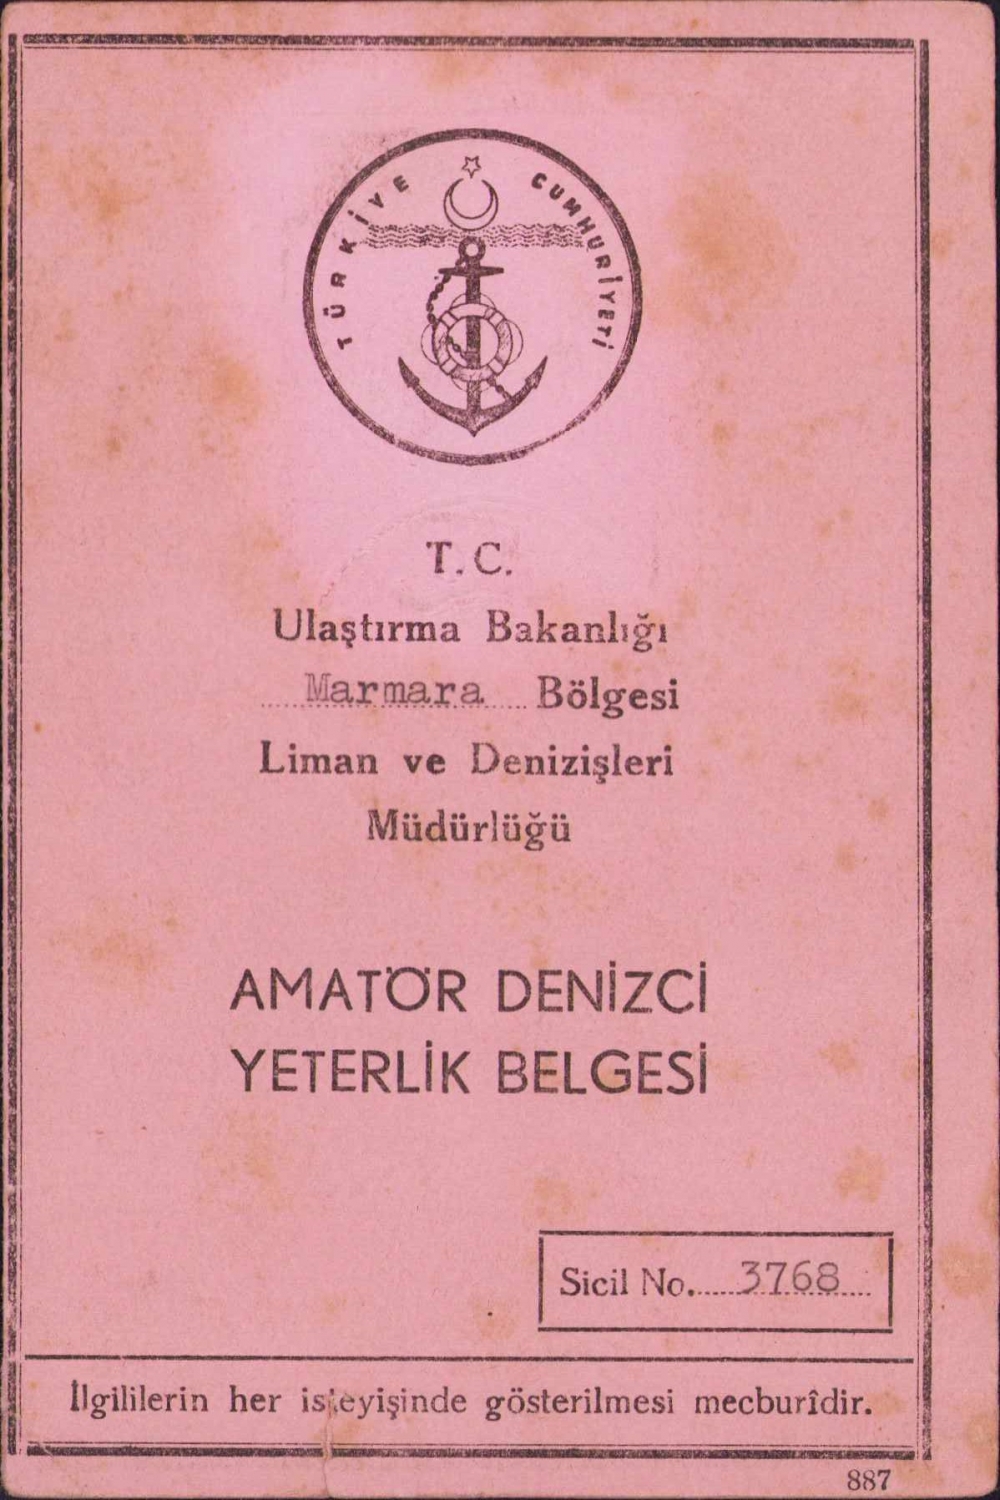 TÜRKİYE CUMHURİYETİ
T.C.
Ulaştırma Bakanlığı
.....Marmara..... Bölgesi
Liman ve Denizişleri
Müdürlüğü
AMATÖR DENİZCİ
YETERLİK BELGESİ
Sicil No......3768....
İlgililerin her isteyişinde gösterilmesi mecburîdir.
887